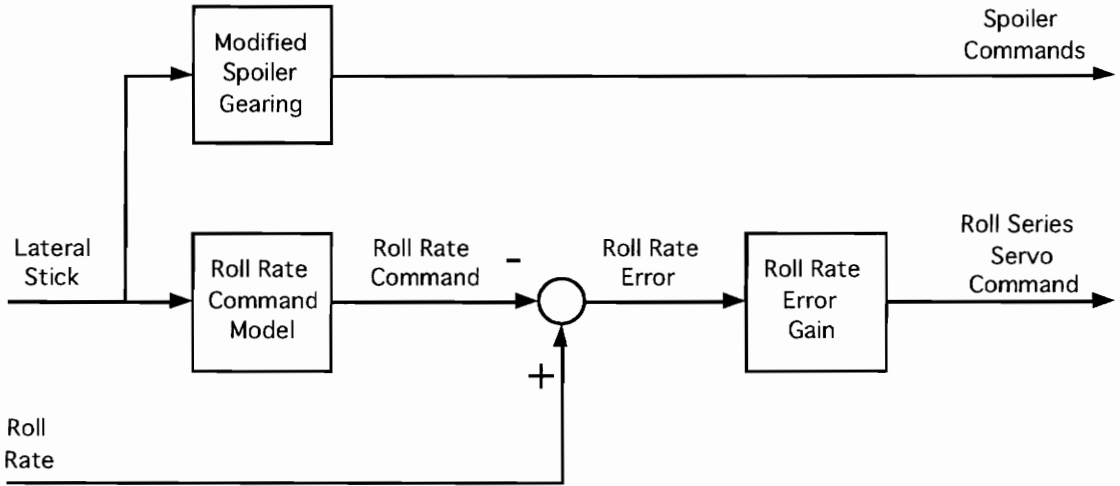 Modified
Spoiler
Gearing
Spoiler
Commands
Lateral
Stick
Roll Rate
Command
Model
Roll Rate
Command
-
+
Roll Rate
Error
Roll Rate
Error
Gain
Roll Series
Servo
Command
Roll
Rate